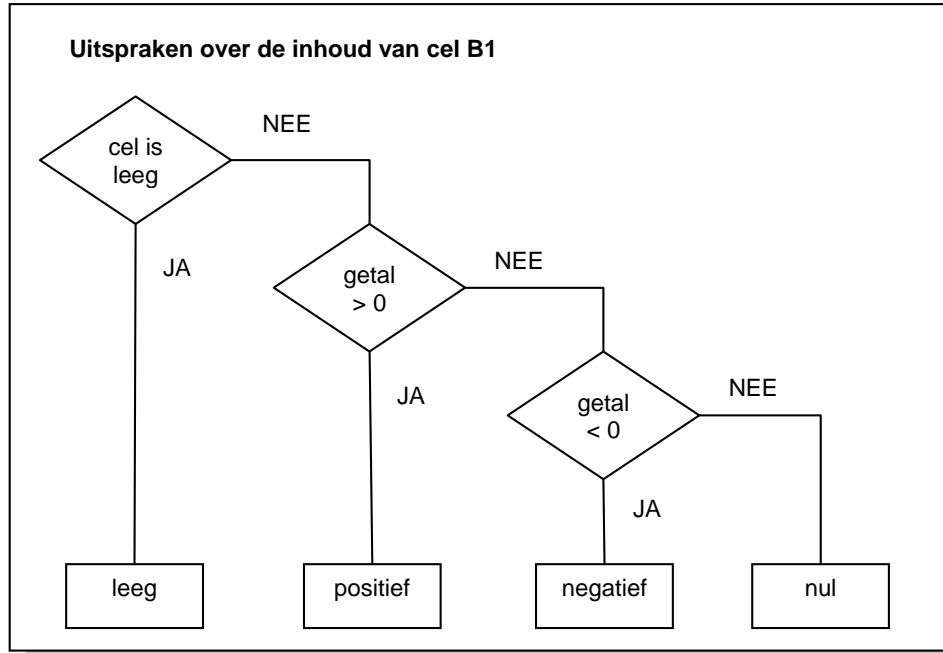 Uitspraken over de inhoud van cel B1
NEE
cel is
leeg
JA
NEE
getal
> 0
JA
NEE
getal
< 0
JA
leeg
positief
negatief
nul